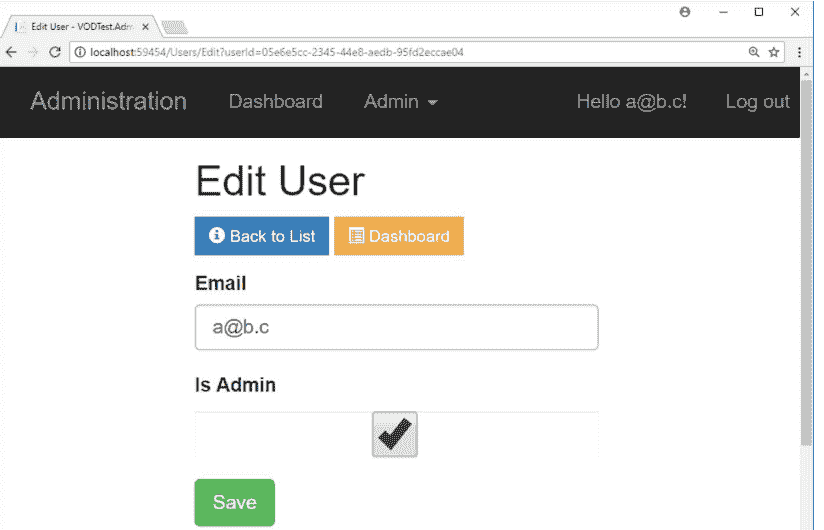 Edit User - VODTest.Adm
localhost:59454/Users/Edit?userId=05e6e5cc-2345-44e8-aedb-95fd2eccae04
Administration Dashboard Admin Hello a@b.c! Log out
Edit User
Back to List Dashboard
Email
a@b.c
Is Admin
Save